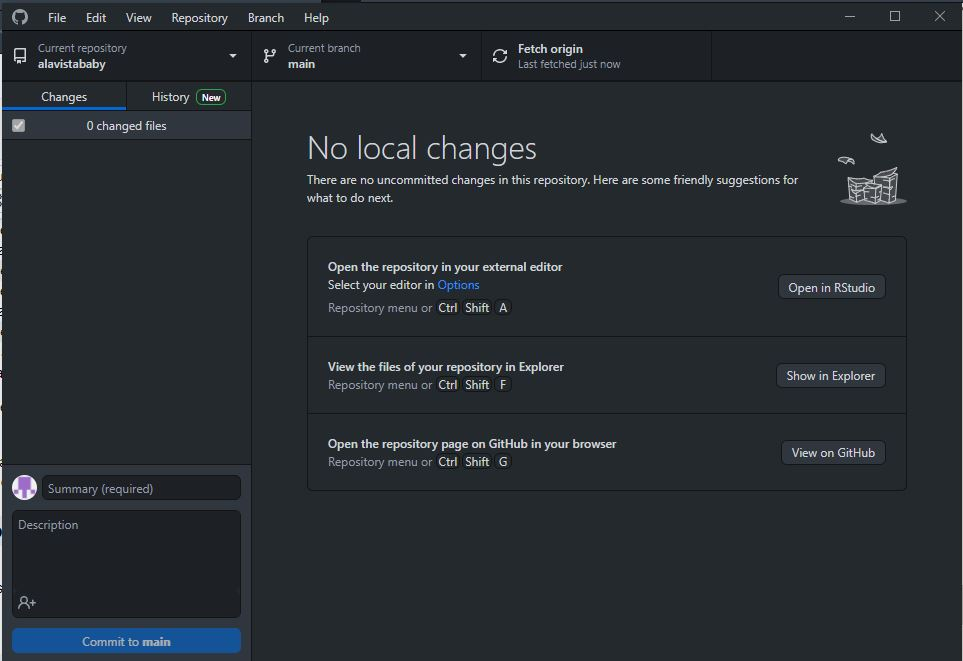 File Edit View Repository Branch Help
Current repository
alavistababy
Current branch
main
Fetch origin
Last fetched just now
Changes
History New
0 changed files
No local changes
There are no uncommitted changes in this repository. Here are some friendly suggestions for
what to do next.
Open the repository in your external editor
Select your editor in Options
Repository menu or Ctrl Shift A
Open in RStudio
View the files of your repository in Explorer
Repository menu or Ctrl Shift F
Show in Explorer
Open the repository page on GitHub in your browser
Repository menu or Ctrl Shift G
View on GitHub
Summary (required)
Description
Commit to main